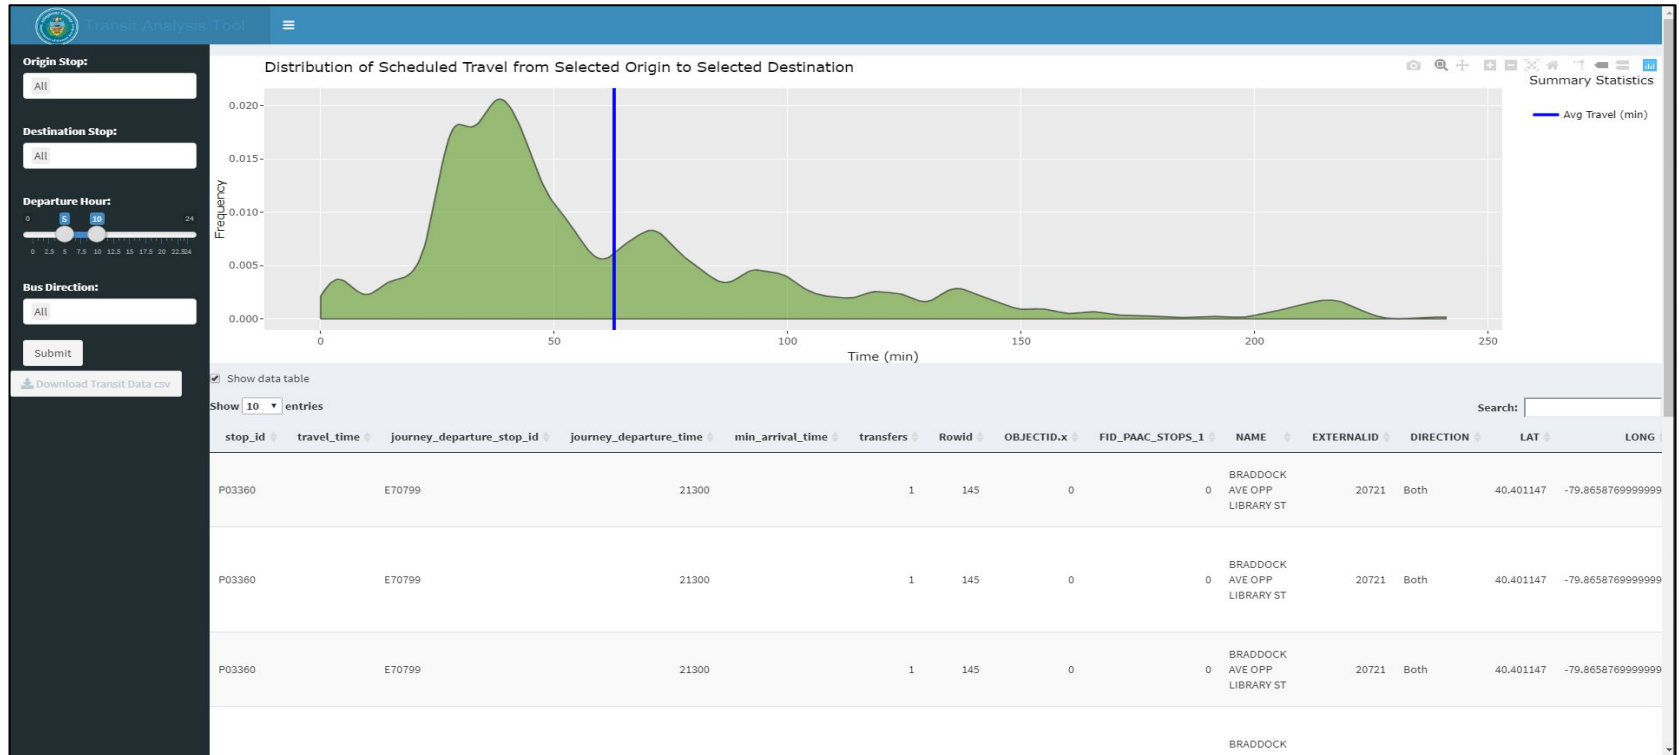 Transit Analysis Tool
Origin Stop:
All
Destination Stop:
All
Departure Hour:
0 5 10 24
0 2.5 5 7.5 10 12.5 15 17.5 20 22.5 24
Bus Direction:
All
Submit
Download Transit Data csv
Distribution of Scheduled Travel from Selected Origin to Selected Destination
Summary Statistics
Avg Travel (min)
Frequency
0.020
0.015
0.010
0.005
0.000
0 50 100 150 200 250
Time (min)
Show data table
Show 10 entries
Search:
stop_id travel_time journey_departure_stop_id journey_departure_time min_arrival_time transfers Rowid OBJECTID.x FID_PAAC_STOPS_1 NAME EXTERNALID DIRECTION LAT LONG
BRADDOCK
P03360 E70799 21300 1 145 0 0 AVE OPP 20721 Both 40.401147 -79.8658769999999
LIBRARY ST
BRADDOCK
P03360 E70799 21300 1 145 0 0 AVE OPP 20721 Both 40.401147 -79.8658769999999
LIBRARY ST
BRADDOCK
P03360 E70799 21300 1 145 0 0 AVE OPP 20721 Both 40.401147 -79.8658769999999
LIBRARY ST
BRADDOCK